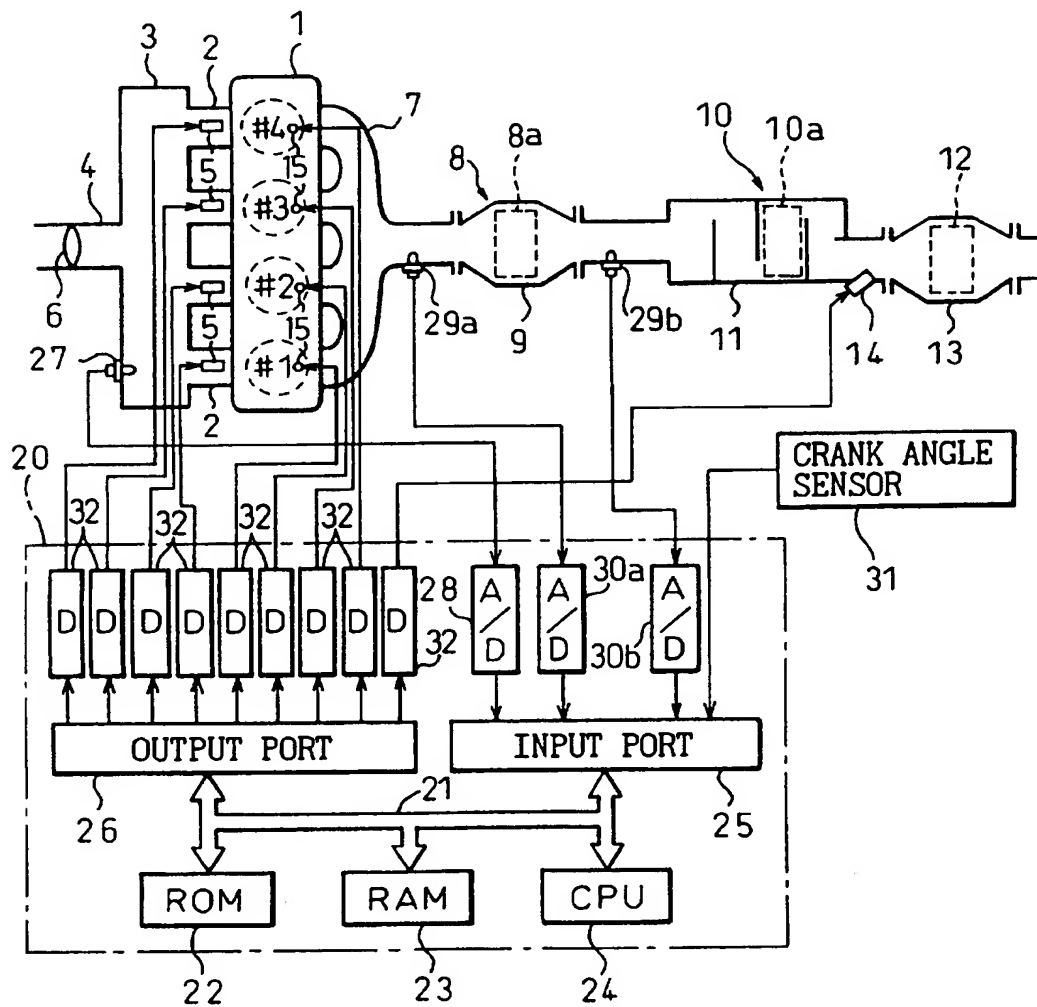 1
3
2
4
6
5
5
5
5
#4
#3
#2
#1
15
15
7
8
8a
10
10a
12
29a
9
29b
11
14
13
27
2
20
32
32
32
32
CRANK ANGLE
SENSOR
31
D
D
D
D
D
D
D
D
D
32
28
A/D
30a
A/D
30b
A/D
OUTPUT PORT
INPUT PORT
26
21
25
ROM
RAM
CPU
22
23
24